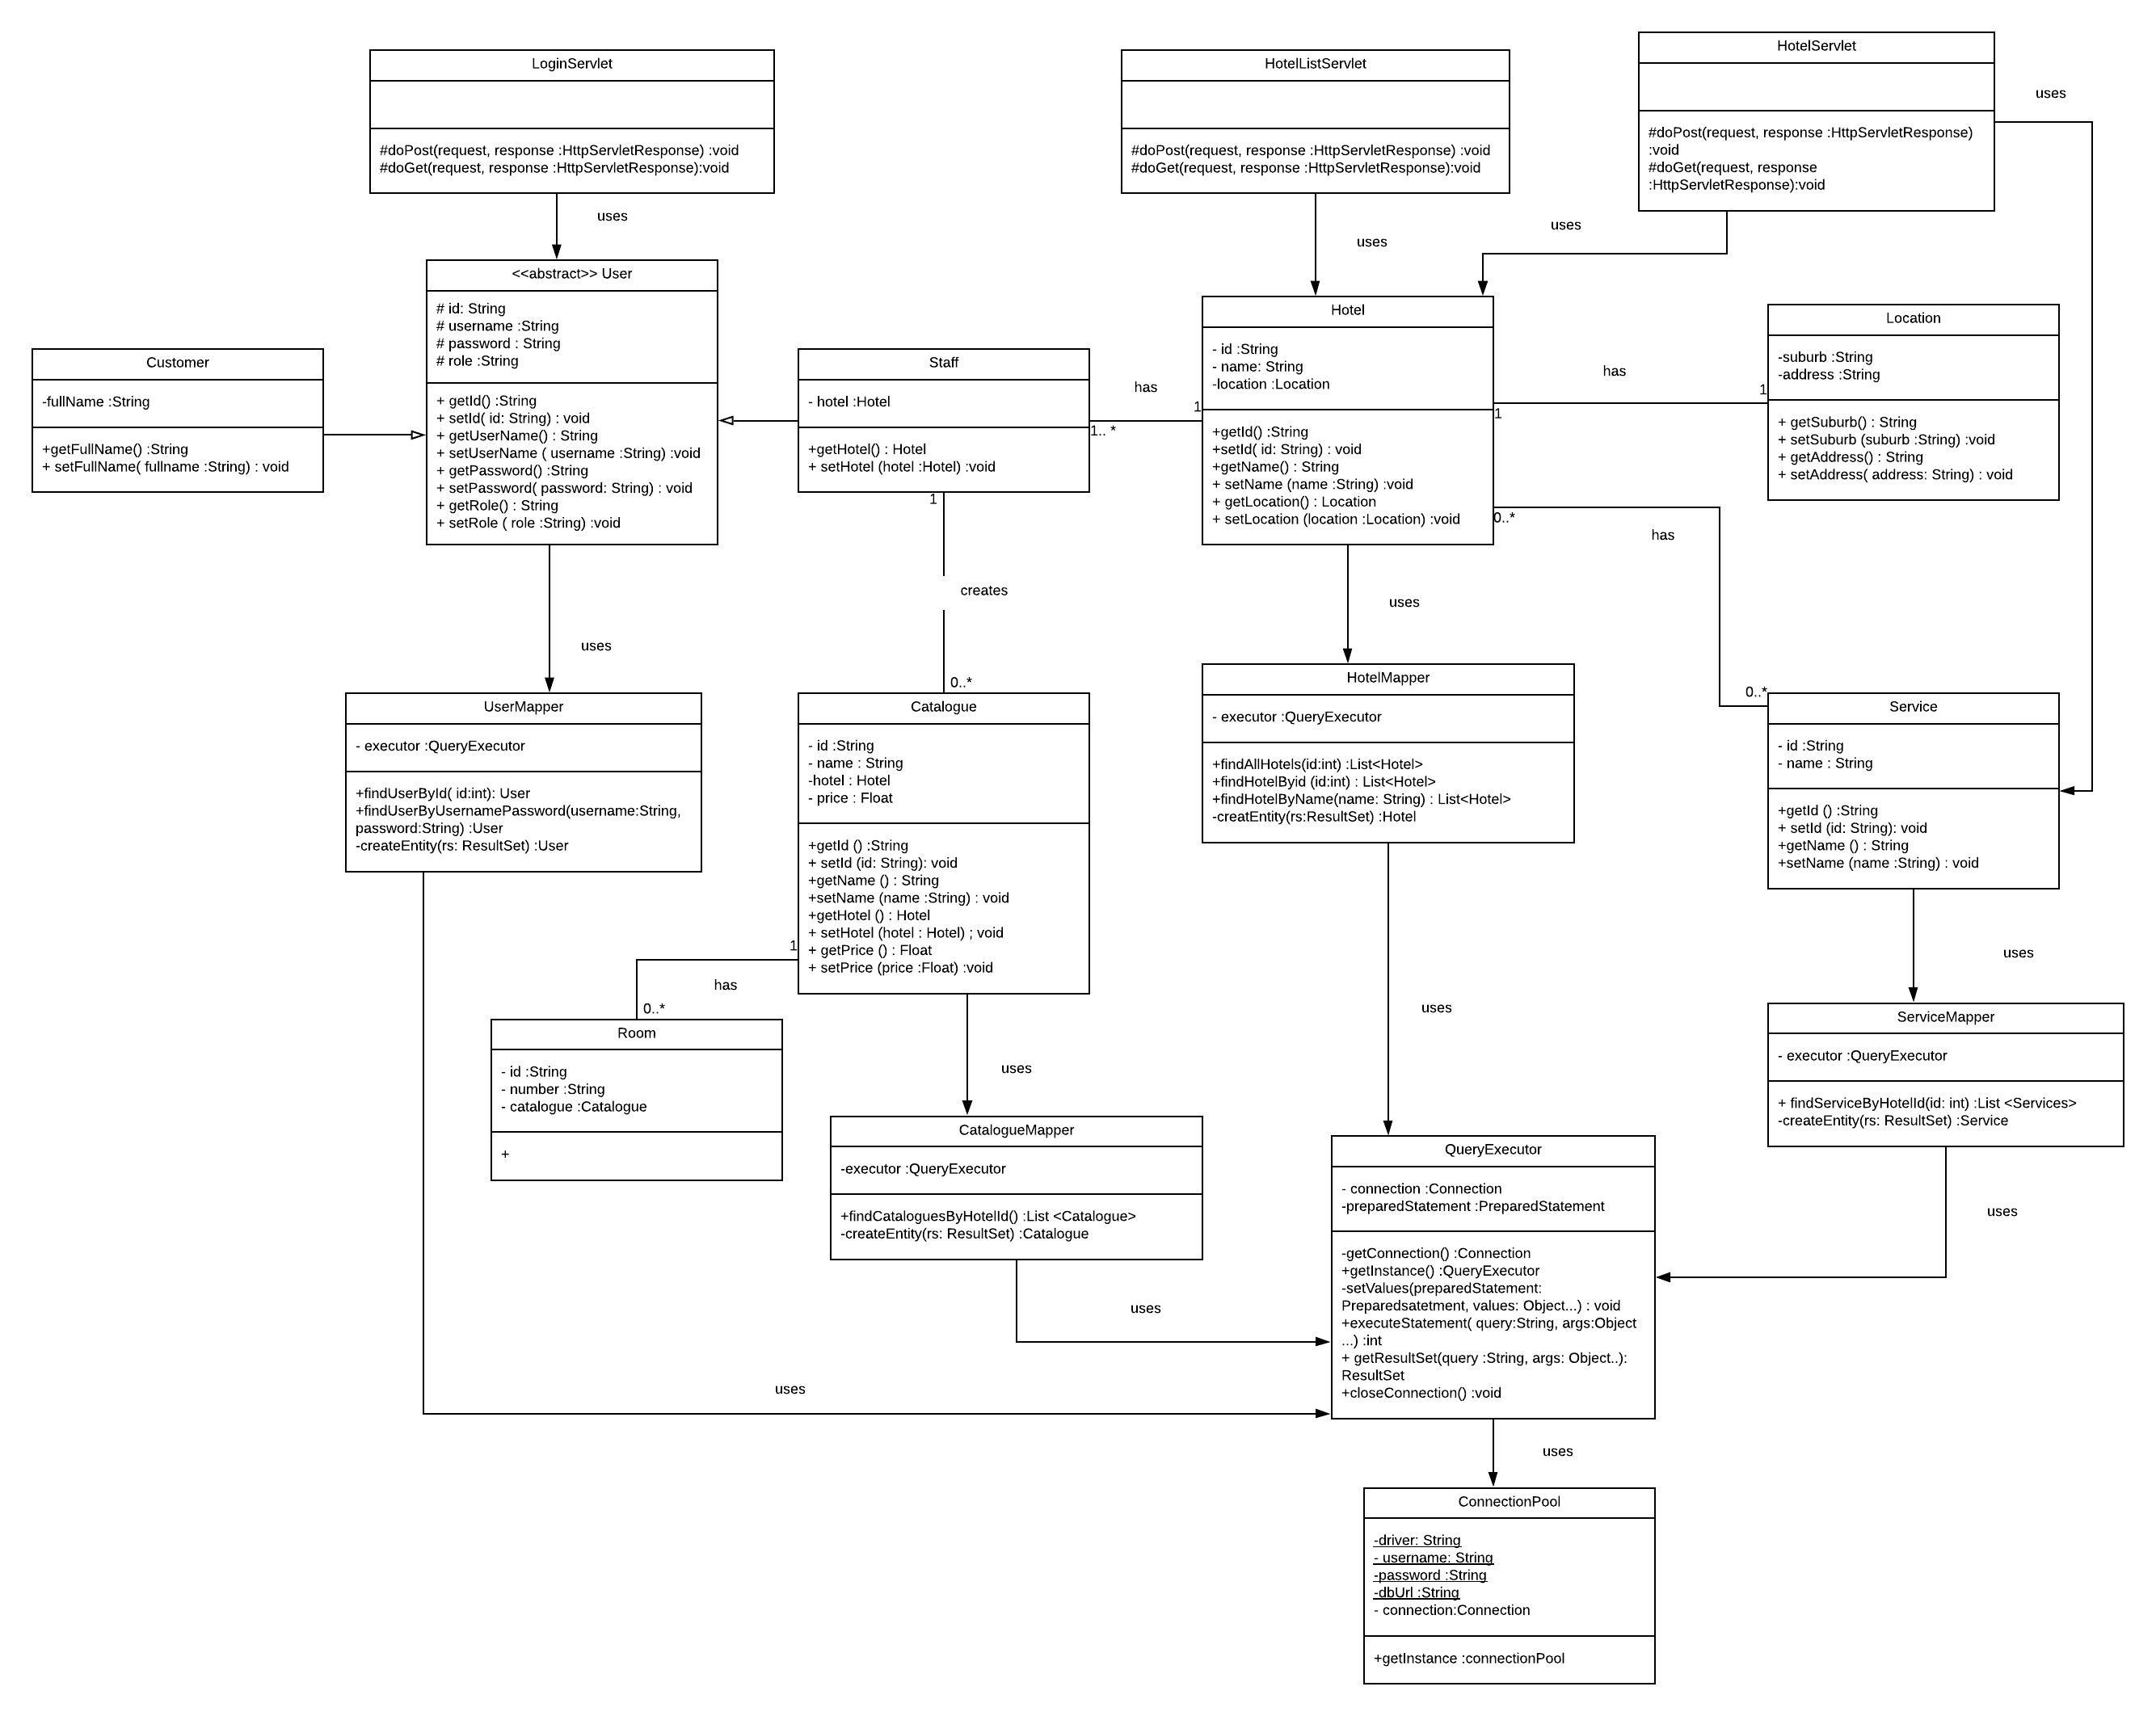 LoginServlet
#doPost(request, response :HttpServletResponse) :void
#doGet(request, response :HttpServletResponse):void
uses
HotelListServlet
#doPost(request, response :HttpServletResponse) :void
#doGet(request, response :HttpServletResponse):void
uses
HotelServlet
#doPost(request, response :HttpServletResponse)
:void
#doGet(request, response
:HttpServletResponse):void
uses
uses
Customer
-fullName :String
+getFullName() :String
+ setFullName( fullname :String) : void
<<abstract>> User
# id: String
# username :String
# password : String
# role :String
+ getId() :String
+ setId( id: String) : void
+ getUserName() : String
+ setUserName ( username :String) :void
+ getPassword() :String
+ setPassword( password: String) : void
+ getRole() : String
+ setRole ( role :String) :void
uses
Staff
- hotel :Hotel
+getHotel() : Hotel
+ setHotel (hotel :Hotel) :void
has
1
1.. *
1
creates
0..*
Hotel
- id :String
- name: String
-location :Location
+getId() :String
+setId( id: String) : void
+getName() : String
+ setName (name :String) :void
+ getLocation() : Location
+ setLocation (location :Location) :void
has
1
1
0..*
has
0..*
uses
Location
-suburb :String
-address :String
+ getSuburb() : String
+ setSuburb (suburb :String) :void
+ getAddress() : String
+ setAddress( address: String) : void
UserMapper
- executor :QueryExecutor
+findUserById( id:int): User
+findUserByUsernamePassword(username:String,
password:String) :User
-createEntity(rs: ResultSet) :User
Catalogue
- id :String
- name : String
-hotel : Hotel
- price : Float
+getId () :String
+ setId (id: String): void
+getName () : String
+setName (name :String) : void
+getHotel () : Hotel
+ setHotel (hotel : Hotel) ; void
+ getPrice () : Float
+ setPrice (price :Float) :void
1
has
0..*
uses
HotelMapper
- executor :QueryExecutor
+findAllHotels(id:int) :List<Hotel>
+findHotelByid (id:int) : List<Hotel>
+findHotelByName(name: String) : List<Hotel>
-creatEntity(rs:ResultSet) :Hotel
uses
Service
- id :String
- name : String
+getId () :String
+ setId (id: String): void
+getName () : String
+setName (name :String) : void
uses
Room
- id :String
- number :String
- catalogue :Catalogue
+
CatalogueMapper
-executor :QueryExecutor
+findCataloguesByHotelId() :List <Catalogue>
-createEntity(rs: ResultSet) :Catalogue
uses
uses
ServiceMapper
- executor :QueryExecutor
+ findServiceByHotelId(id: int) :List <Services>
-createEntity(rs: ResultSet) :Service
uses
QueryExecutor
- connection :Connection
-preparedStatement :PreparedStatement
-getConnection() :Connection
+getInstance() :QueryExecutor
-setValues(preparedStatement:
Preparedsatetment, values: Object...) : void
+executeStatement( query:String, args:Object
...) :int
+ getResultSet(query :String, args: Object..):
ResultSet
+closeConnection() :void
uses
ConnectionPool
-driver: String
- username: String
-password :String
-dbUrl :String
- connection:Connection
+getInstance :connectionPool